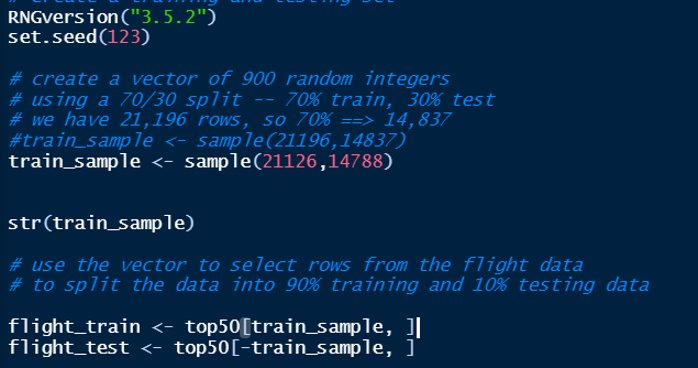 # create a training and testing set
RNGversion("3.5.2")
set.seed(123)
# create a vector of 900 random integers
# using a 70/30 split -- 70% train, 30% test
# we have 21,196 rows, so 70% ==> 14,837
#train_sample <- sample(21196,14837)
train_sample <- sample(21126,14788)
str(train_sample)
# use the vector to select rows from the flight data
# to split the data into 90% training and 10% testing data
flight_train <- top50[train_sample, ]
flight_test <- top50[-train_sample, ]